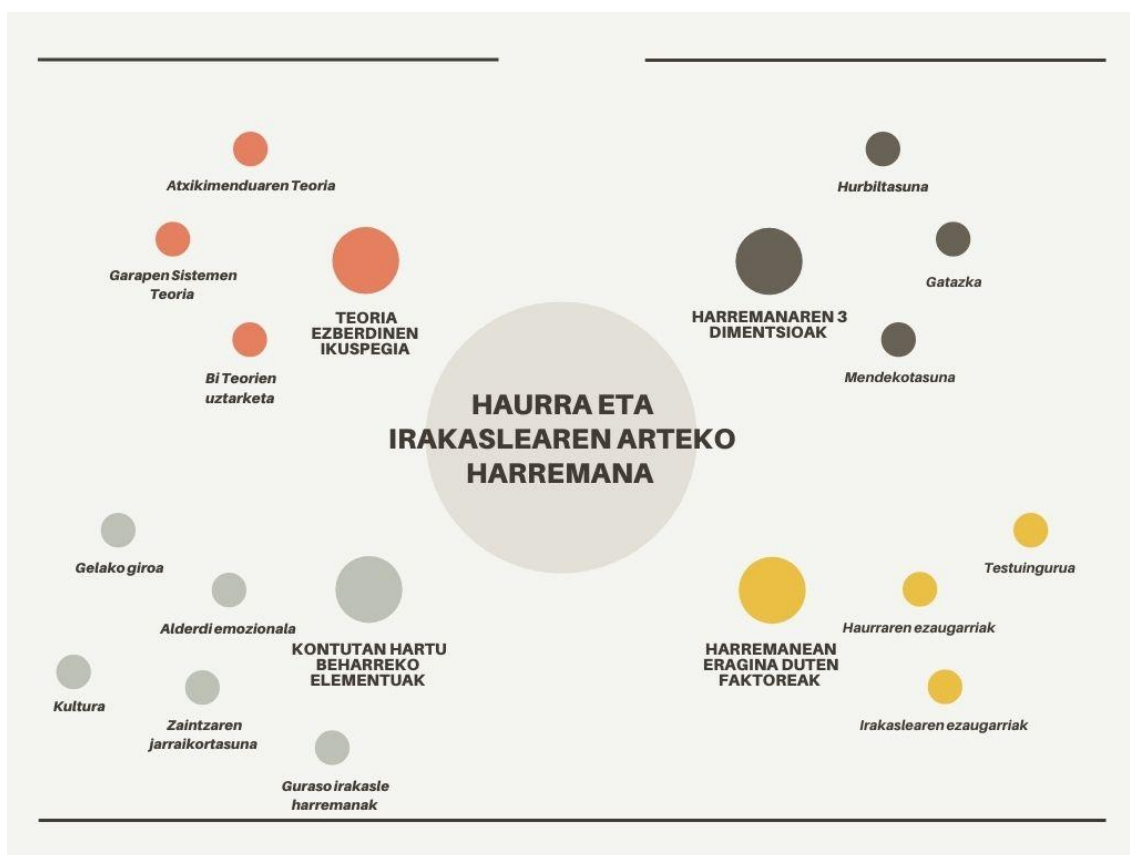 Atxikimenduaren Teoria
Garapen Sistemen
Teoria
Bi Teorien
uztarketa
TEORIA
EZBERDINEN
IKUSPEGIA
Hurbiltasuna
Gatazka
Mendekotasuna
HARREMANAREN 3
DIMENTSIOAK
HAURRA ETA
IRAKASLEAREN ARTEKO
HARREMANA
Gelako giroa
Alderdi emozionala
Kultura
Zaintzaren
jarraikortasuna
Guraso irakasle
harremanak
KONTUTAN HARTU
BEHARREKO
ELEMENTUAK
Testuingurua
Haurraren ezaugarriak
Irakaslearen ezaugarriak
HARREMANEAN
ERAGINA DUTEN
FAKTOREAK